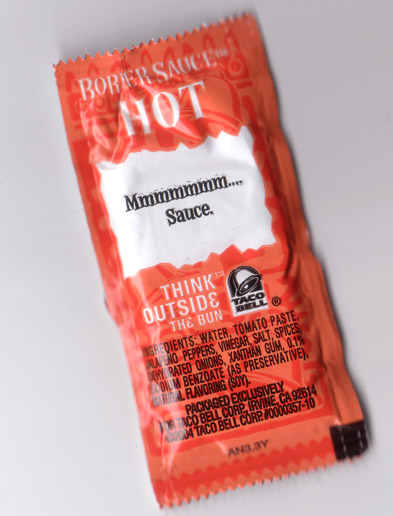 BORDER SAUCE™
HOT
Mmmmmmm....
Sauce.
THINK™
OUTSIDE
THE BUN
TACO
BELL®
INGREDIENTS: WATER, TOMATO PASTE,
JALAPENO PEPPERS, VINEGAR, SALT, SPICES,
DEHYDRATED ONIONS, XANTHAN GUM, 0.1%
SODIUM BENZOATE (AS PRESERVATIVE),
NATURAL FLAVORING (SOY).
PACKAGED EXCLUSIVELY
FOR TACO BELL CORP., IRVINE, CA 92614
©2004 TACO BELL CORP. #0000357-10
AN3.3Y